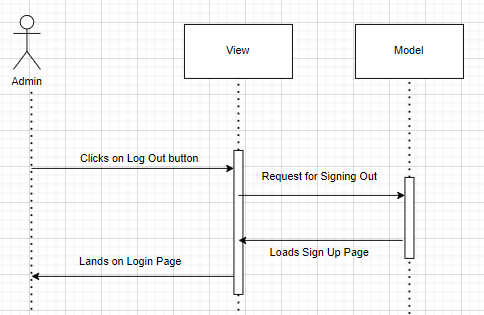 View
Model
Admin
Clicks on Log Out button
Request for Signing Out
Loads Sign Up Page
Lands on Login Page